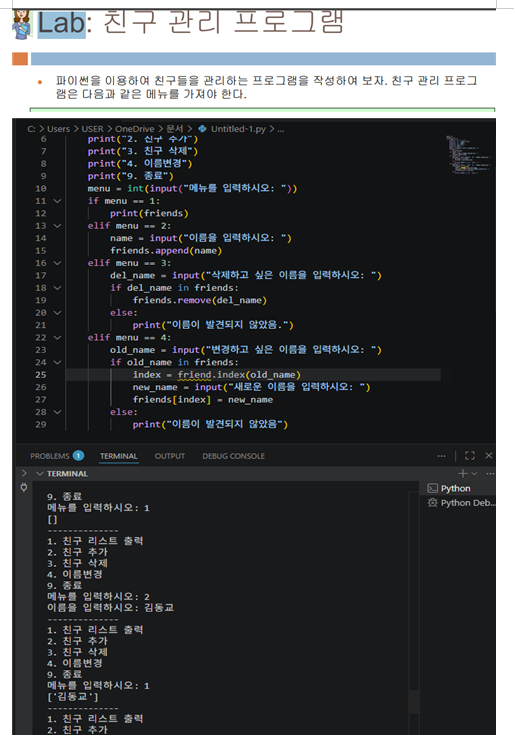 Lab: 친구 관리 프로그램
• 파이썬을 이용하여 친구들을 관리하는 프로그램을 작성하여 보자. 친구 관리 프로그
램은 다음과 같은 메뉴를 가져야 한다.
C: > Users > USER > OneDrive > 문서 > Untitled-1.py > ...
6 print("2. 친구 추가")
7 print("3. 친구 삭제")
8 print("4. 이름변경")
9 print("9. 종료")
10 menu = int(input("메뉴를 입력하시오: "))
11 if menu == 1:
12 print(friends)
13 elif menu == 2:
14 name = input("이름을 입력하시오: ")
15 friends.append(name)
16 elif menu == 3:
17 del_name = input("삭제하고 싶은 이름을 입력하시오: ")
18 if del_name in friends:
19 friends.remove(del_name)
20 else:
21 print("이름이 발견되지 않았음.")
22 elif menu == 4:
23 old_name = input("변경하고 싶은 이름을 입력하시오: ")
24 if old_name in friends:
25 index = friend.index(old_name)
26 new_name = input("새로운 이름을 입력하시오: ")
27 friends[index] = new_name
28 else:
29 print("이름이 발견되지 않았음")
PROBLEMS 1 TERMINAL OUTPUT DEBUG CONSOLE
TERMINAL
Python
Python Deb...
9. 종료
메뉴를 입력하시오: 1
[]
--------------
1. 친구 리스트 출력
2. 친구 추가
3. 친구 삭제
4. 이름변경
9. 종료
메뉴를 입력하시오: 2
이름을 입력하시오: 김동교
--------------
1. 친구 리스트 출력
2. 친구 추가
3. 친구 삭제
4. 이름변경
9. 종료
메뉴를 입력하시오: 1
['김동교']
--------------
1. 친구 리스트 출력
2. 친구 추가